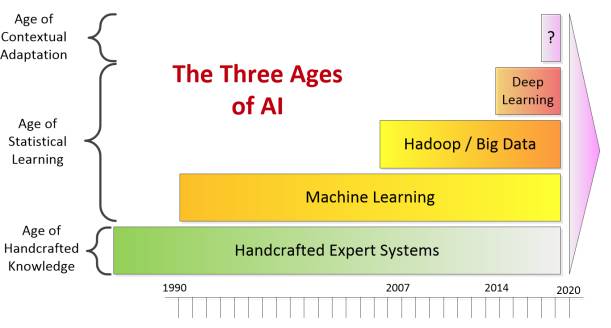 Age of
Contextual
Adaptation
?
The Three Ages
of AI
Deep
Learning
Age of
Statistical
Learning
Hadoop / Big Data
Machine Learning
Age of
Handcrafted
Knowledge
Handcrafted Expert Systems
1990 2007 2014 2020